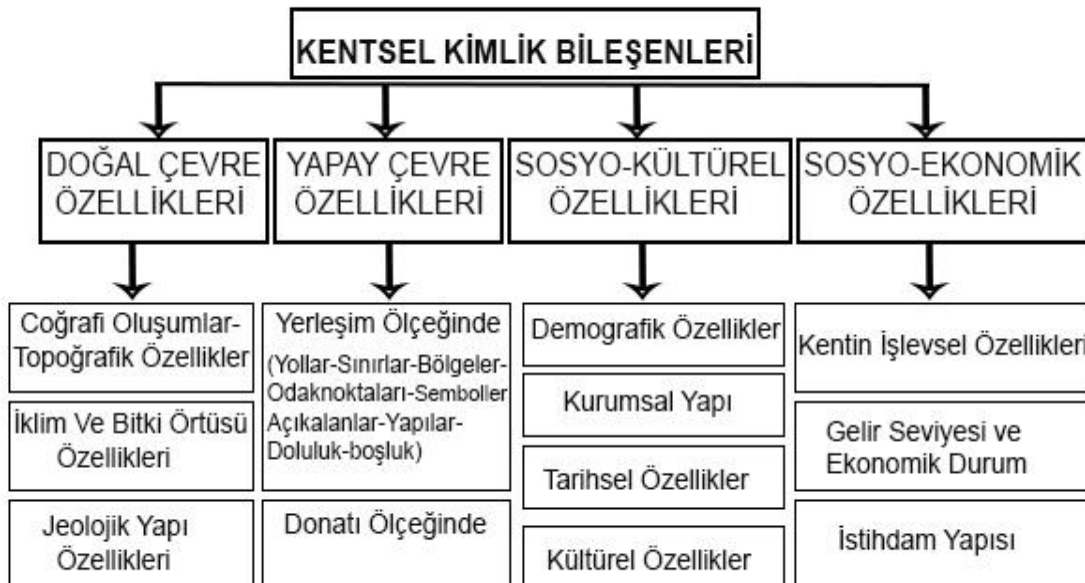 KENTSEL KİMLİK BİLEŞENLERİ
DOĞAL ÇEVRE
ÖZELLİKLERİ
YAPAY ÇEVRE
ÖZELLİKLERİ
SOSYO-KÜLTÜREL
ÖZELLİKLERİ
SOSYO-EKONOMİK
ÖZELLİKLERİ
Coğrafi Oluşumlar-
Topoğrafik Özellikler
İklim Ve Bitki Örtüsü
Özellikleri
Jeolojik Yapı
Özellikleri
Yerleşim Ölçeğinde
(Yollar-Sınırlar-Bölgeler-
Odaknoktaları-Semboller
Açıkalanlar-Yapılar-
Doluluk-boşluk)
Donatı Ölçeğinde
Demografik Özellikler
Kurumsal Yapı
Tarihsel Özellikler
Kültürel Özellikler
Kentin İşlevsel Özellikleri
Gelir Seviyesi ve
Ekonomik Durum
İstihdam Yapısı